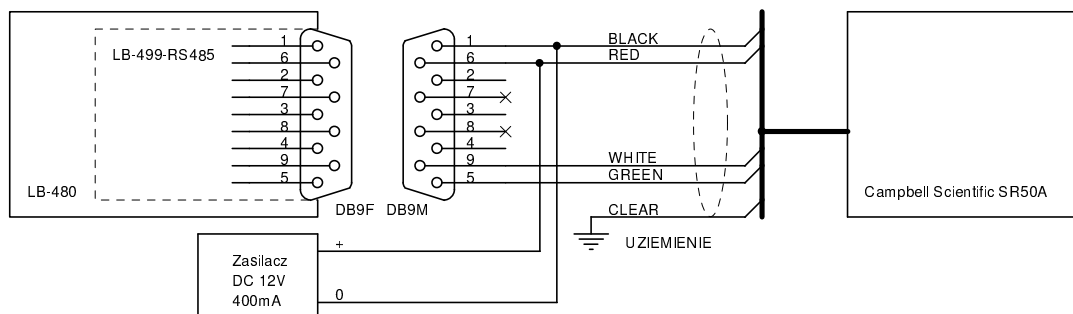 LB-499-RS485
LB-480
1
6
2
7
3
8
4
9
5
DB9F
DB9M
1
6
2
7
3
8
4
9
5
BLACK
RED
WHITE
GREEN
CLEAR
UZIEMIENIE
Campbell Scientific SR50A
Zasilacz
DC 12V
400mA
+
0